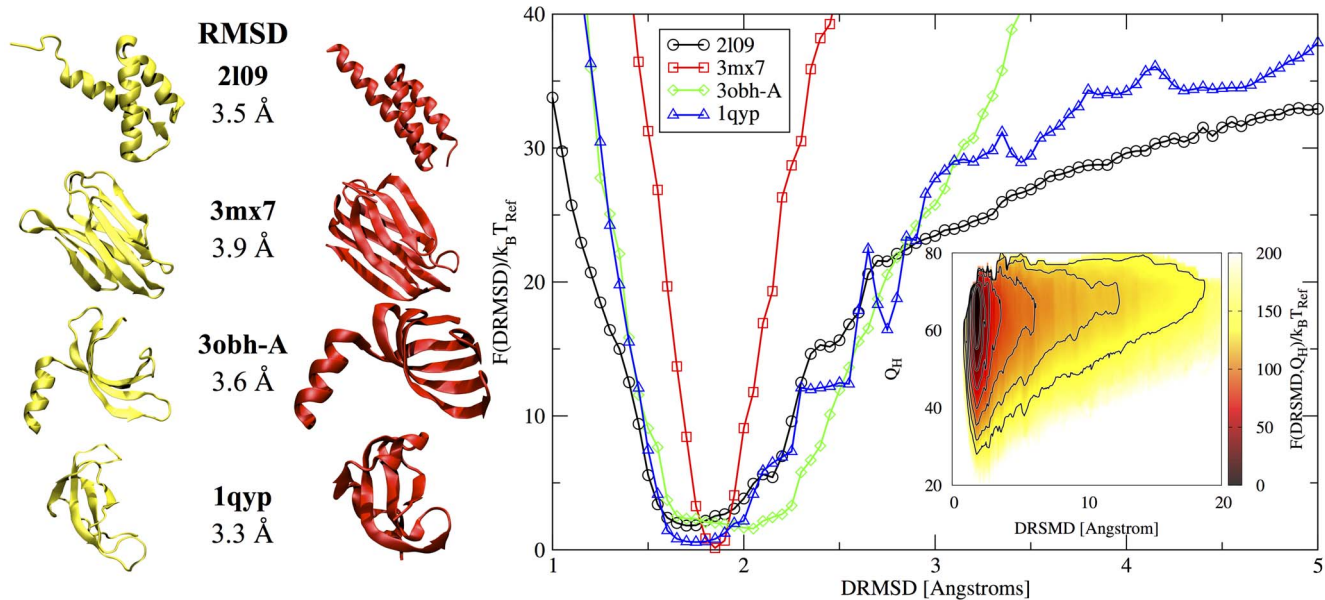 RMSD
2l09
3.5 Å
3mx7
3.9 Å
3obh-A
3.6 Å
1qyp
3.3 Å
F(DRMSD)/k_B T_Ref
40
30
20
10
0
2l09
3mx7
3obh-A
1qyp
1 2 3 4 5
DRMSD [Angstroms]
Q_H
80
60
40
20
0 10 20
DRSMD [Angstrom]
200
150
100
50
0
F(DRSMD,Q_H)/k_B T_Ref